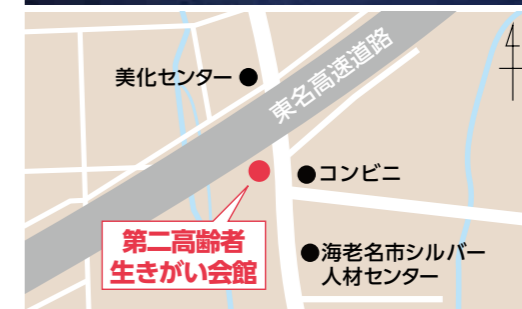 美化センター
東名高速道路
コンビニ
第二高齢者
生きがい会館
海老名市シルバー
人材センター